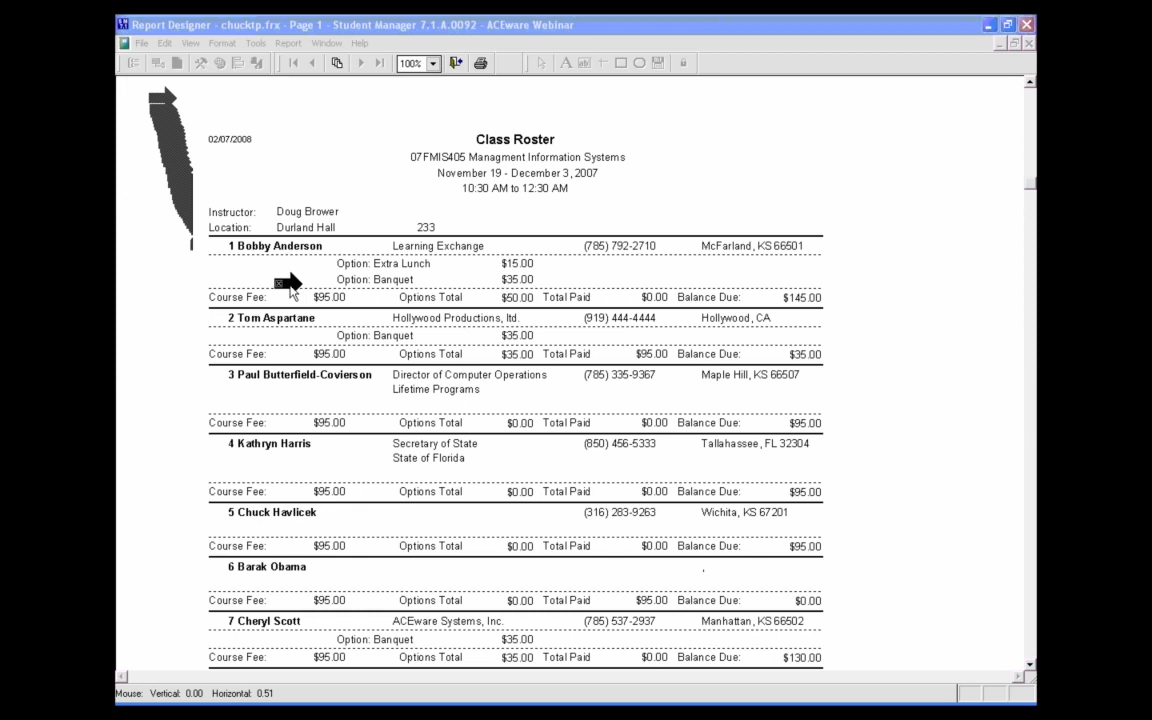 Report Designer - chucktp.frx - Page 1 - Student Manager 7.1.A.0092 - ACEware Webinar
File Edit View Format Tools Report Window Help
100%
02/07/2008
Class Roster
07FMIS405 Managment Information Systems
November 19 - December 3, 2007
10:30 AM to 12:30 AM
Instructor: Doug Brower
Location: Durland Hall 233
1 Bobby Anderson Learning Exchange (785) 792-2710 McFarland, KS 66501
Option: Extra Lunch $15.00
Option: Banquet $35.00
Course Fee: $95.00 Options Total $50.00 Total Paid $0.00 Balance Due: $145.00
2 Tom Aspartane Hollywood Productions, ltd. (919) 444-4444 Hollywood, CA
Option: Banquet $35.00
Course Fee: $95.00 Options Total $35.00 Total Paid $95.00 Balance Due: $35.00
3 Paul Butterfield-Covierson Director of Computer Operations (785) 335-9367 Maple Hill, KS 66507
Lifetime Programs
Course Fee: $95.00 Options Total $0.00 Total Paid $0.00 Balance Due: $95.00
4 Kathryn Harris Secretary of State (850) 456-5333 Tallahassee, FL 32304
State of Florida
Course Fee: $95.00 Options Total $0.00 Total Paid $0.00 Balance Due: $95.00
5 Chuck Havlicek (316) 283-9263 Wichita, KS 67201
Course Fee: $95.00 Options Total $0.00 Total Paid $0.00 Balance Due: $95.00
6 Barak Obama ,
Course Fee: $95.00 Options Total $0.00 Total Paid $95.00 Balance Due: $0.00
7 Cheryl Scott ACEware Systems, Inc. (785) 537-2937 Manhattan, KS 66502
Option: Banquet $35.00
Course Fee: $95.00 Options Total $35.00 Total Paid $0.00 Balance Due: $130.00
Mouse: Vertical: 0.00 Horizontal: 0.51